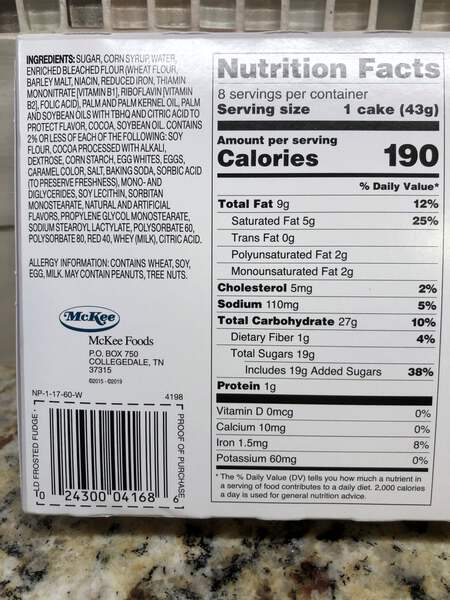 INGREDIENTS: SUGAR, CORN SYRUP, WATER,
ENRICHED BLEACHED FLOUR (WHEAT FLOUR,
BARLEY MALT, NIACIN, REDUCED IRON, THIAMIN
MONONITRATE [VITAMIN B1], RIBOFLAVIN [VITAMIN
B2], FOLIC ACID), PALM AND PALM KERNEL OIL, PALM
AND SOYBEAN OILS WITH TBHQ AND CITRIC ACID TO
PROTECT FLAVOR, COCOA, SOYBEAN OIL. CONTAINS
2% OR LESS OF EACH OF THE FOLLOWING: SOY
FLOUR, COCOA PROCESSED WITH ALKALI,
DEXTROSE, CORN STARCH, EGG WHITES, EGGS,
CARAMEL COLOR, SALT, BAKING SODA, SORBIC ACID
(TO PRESERVE FRESHNESS), MONO- AND
DIGLYCERIDES, SOY LECITHIN, SORBITAN
MONOSTEARATE, NATURAL AND ARTIFICIAL
FLAVORS, PROPYLENE GLYCOL MONOSTEARATE,
SODIUM STEAROYL LACTYLATE, POLYSORBATE 60,
POLYSORBATE 80, RED 40, WHEY (MILK), CITRIC ACID.
ALLERGY INFORMATION: CONTAINS WHEAT, SOY,
EGG, MILK. MAY CONTAIN PEANUTS, TREE NUTS.
McKee
McKee Foods
P.O. BOX 750
COLLEGEDALE, TN
37315
©2015 - ©2019
NP-1-17-60-W 4198
LD FROSTED FUDGE -
PROOF OF PURCHASE
0 24300 04168 6
Nutrition Facts
8 servings per container
Serving size 1 cake (43g)
Amount per serving
Calories 190
% Daily Value*
Total Fat 9g 12%
Saturated Fat 5g 25%
Trans Fat 0g
Polyunsaturated Fat 2g
Monounsaturated Fat 2g
Cholesterol 5mg 2%
Sodium 110mg 5%
Total Carbohydrate 27g 10%
Dietary Fiber 1g 4%
Total Sugars 19g
Includes 19g Added Sugars 38%
Protein 1g
Vitamin D 0mcg 0%
Calcium 10mg 0%
Iron 1.5mg 8%
Potassium 60mg 0%
* The % Daily Value (DV) tells you how much a nutrient in
a serving of food contributes to a daily diet. 2,000 calories
a day is used for general nutrition advice.